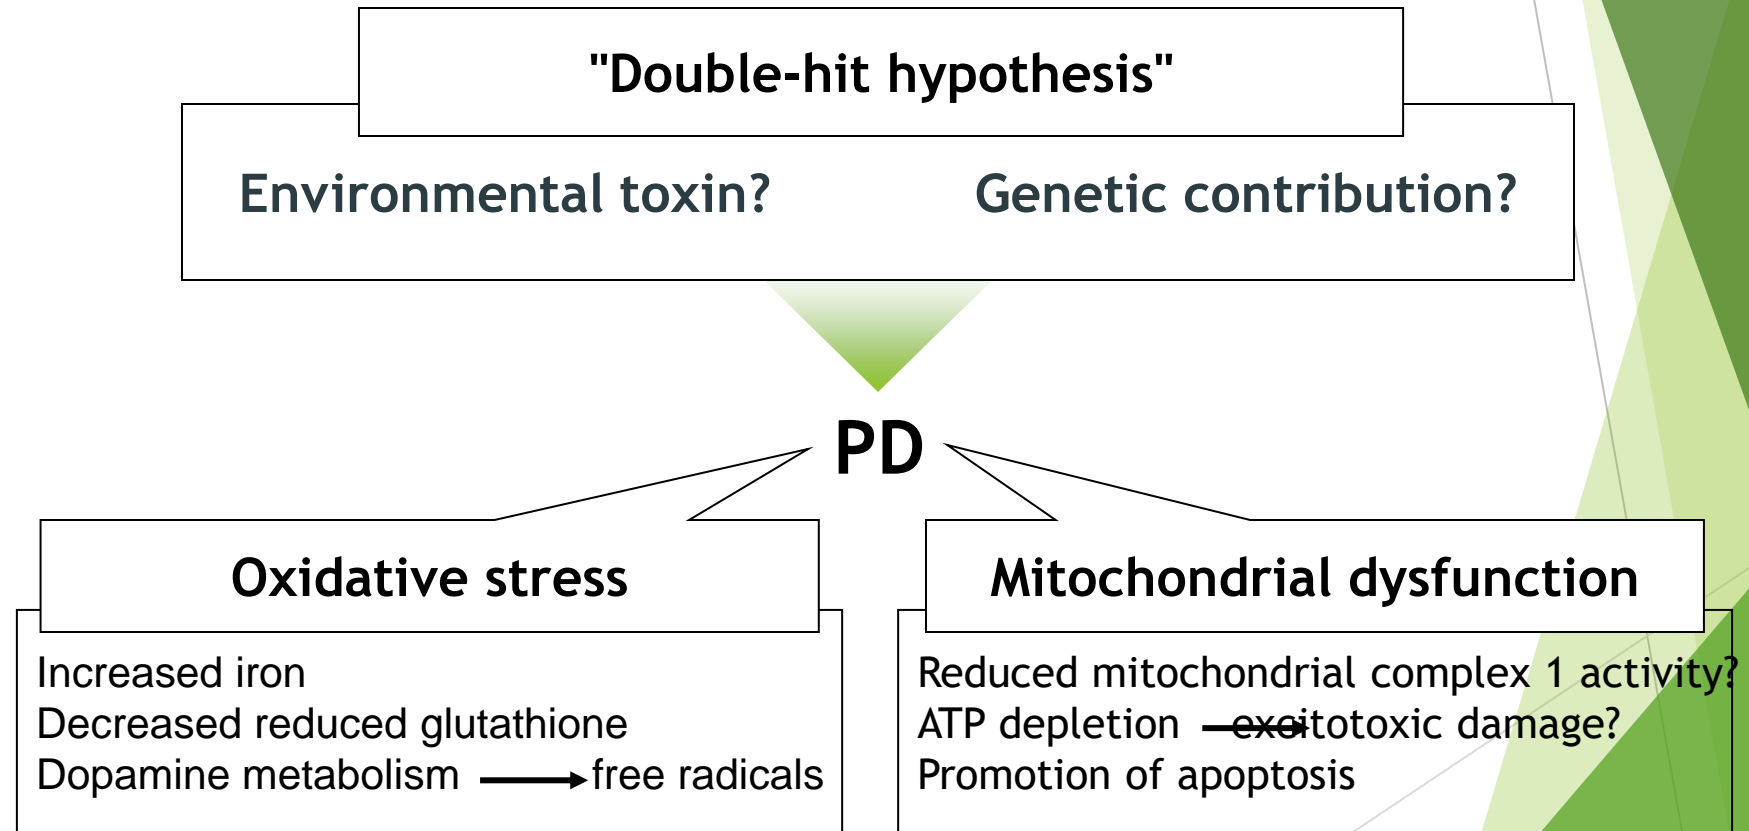 "Double-hit hypothesis"
Environmental toxin?
Genetic contribution?
PD
Oxidative stress
Increased iron
Decreased reduced glutathione
Dopamine metabolism free radicals
Mitochondrial dysfunction
Reduced mitochondrial complex 1 activity?
ATP depletion excitotoxic damage?
Promotion of apoptosis